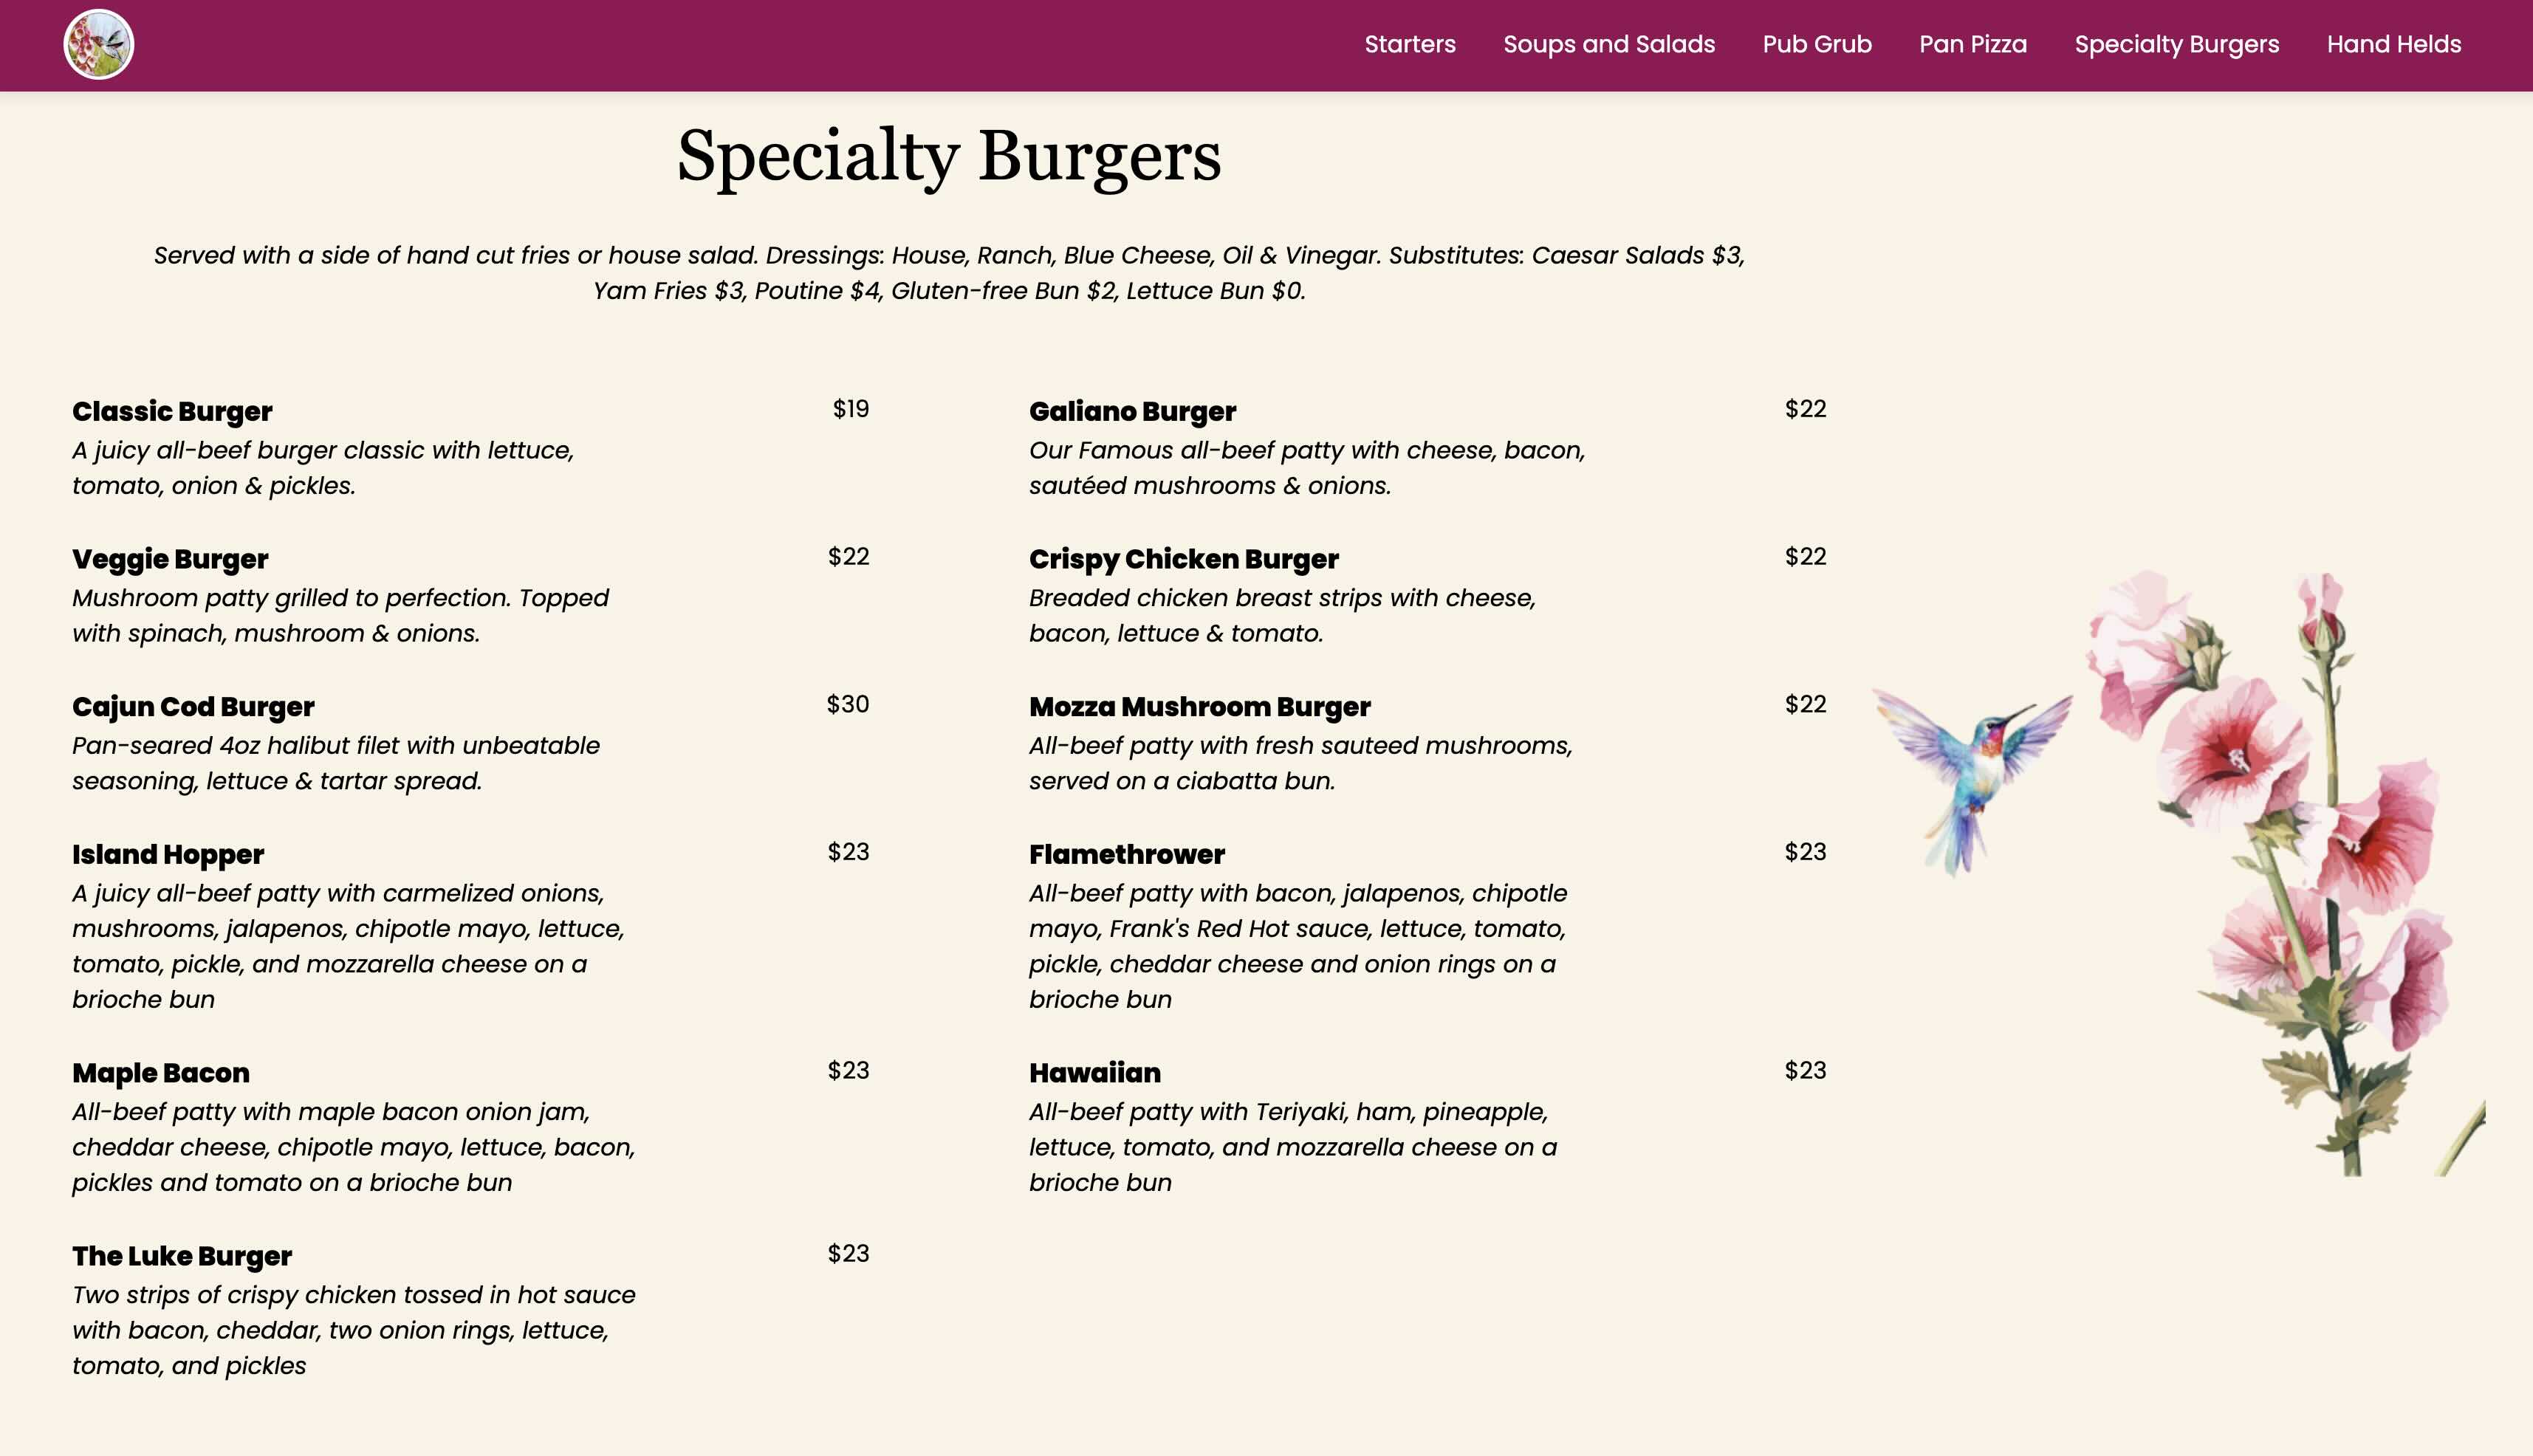 Starters Soups and Salads Pub Grub Pan Pizza Specialty Burgers Hand Helds
Specialty Burgers
Served with a side of hand cut fries or house salad. Dressings: House, Ranch, Blue Cheese, Oil & Vinegar. Substitutes: Caesar Salads $3,
Yam Fries $3, Poutine $4, Gluten-free Bun $2, Lettuce Bun $0.
Classic Burger $19
A juicy all-beef burger classic with lettuce,
tomato, onion & pickles.
Veggie Burger $22
Mushroom patty grilled to perfection. Topped
with spinach, mushroom & onions.
Cajun Cod Burger $30
Pan-seared 4oz halibut filet with unbeatable
seasoning, lettuce & tartar spread.
Island Hopper $23
A juicy all-beef patty with carmelized onions,
mushrooms, jalapenos, chipotle mayo, lettuce,
tomato, pickle, and mozzarella cheese on a
brioche bun
Maple Bacon $23
All-beef patty with maple bacon onion jam,
cheddar cheese, chipotle mayo, lettuce, bacon,
pickles and tomato on a brioche bun
The Luke Burger $23
Two strips of crispy chicken tossed in hot sauce
with bacon, cheddar, two onion rings, lettuce,
tomato, and pickles
Galiano Burger $22
Our Famous all-beef patty with cheese, bacon,
sautéed mushrooms & onions.
Crispy Chicken Burger $22
Breaded chicken breast strips with cheese,
bacon, lettuce & tomato.
Mozza Mushroom Burger $22
All-beef patty with fresh sauteed mushrooms,
served on a ciabatta bun.
Flamethrower $23
All-beef patty with bacon, jalapenos, chipotle
mayo, Frank's Red Hot sauce, lettuce, tomato,
pickle, cheddar cheese and onion rings on a
brioche bun
Hawaiian $23
All-beef patty with Teriyaki, ham, pineapple,
lettuce, tomato, and mozzarella cheese on a
brioche bun